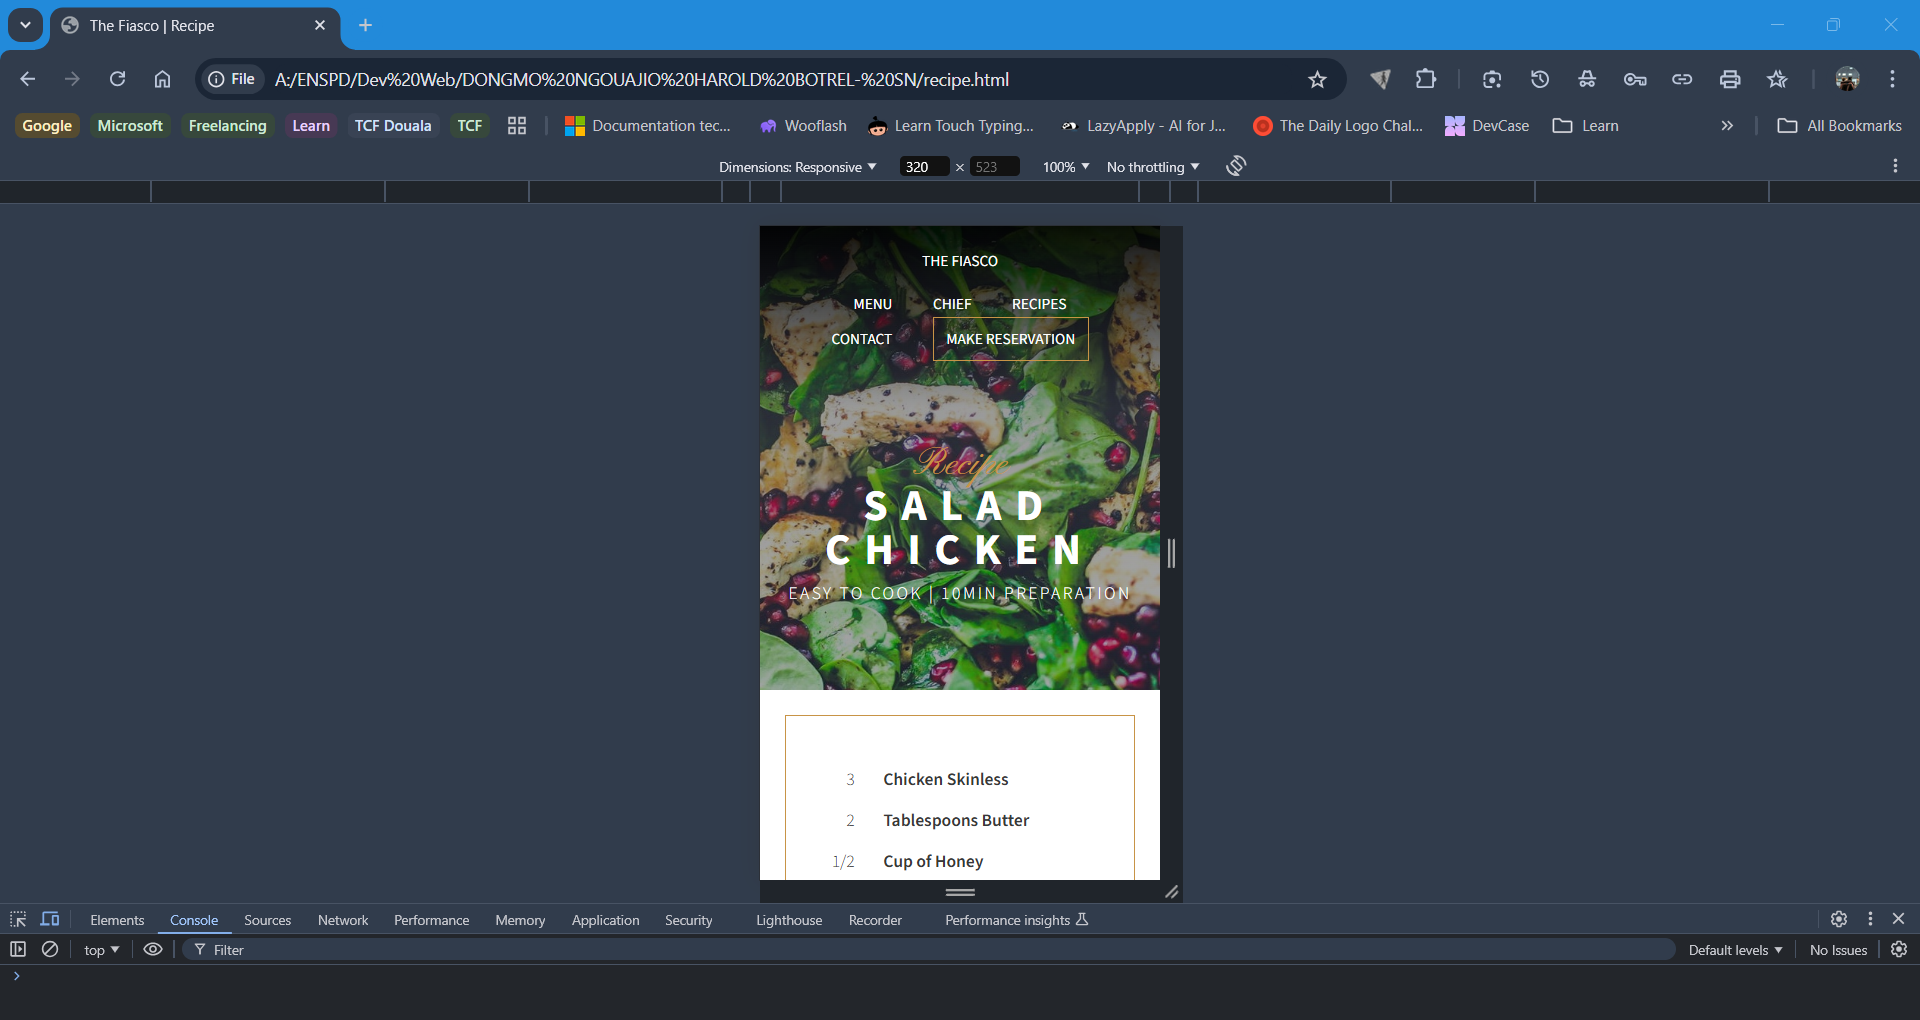 The Fiasco | Recipe
File A:/ENSPD/Dev%20Web/DONGMO%20NGOUAJIO%20HAROLD%20BOTREL-%20SN/recipe.html
Google Microsoft Freelancing Learn TCF Douala TCF Documentation tec... Wooflash Learn Touch Typing... LazyApply - AI for J... The Daily Logo Chal... DevCase Learn » All Bookmarks
Dimensions: Responsive 320 × 523 100% No throttling
THE FIASCO
MENU CHIEF RECIPES
CONTACT MAKE RESERVATION
Recipe
SALAD
CHICKEN
EASY TO COOK | 10MIN PREPARATION
3 Chicken Skinless
2 Tablespoons Butter
1/2 Cup of Honey
Elements Console Sources Network Performance Memory Application Security Lighthouse Recorder Performance insights
top Filter Default levels No Issues